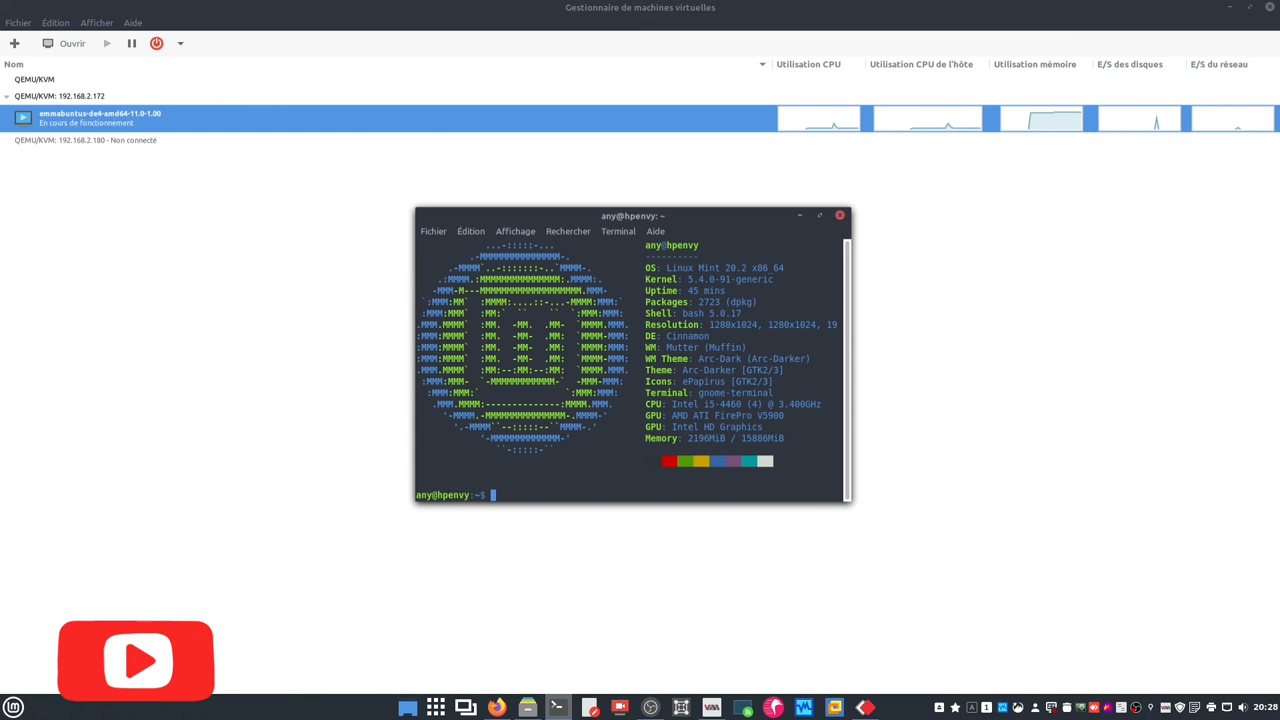 Gestionnaire de machines virtuelles
Fichier Édition Afficher Aide
Ouvrir
Nom Utilisation CPU Utilisation CPU de l'hôte Utilisation mémoire E/S des disques E/S du réseau
QEMU/KVM
QEMU/KVM: 192.168.2.172
emmabuntus-de4-amd64-11.0-1.00
En cours de fonctionnement
QEMU/KVM: 192.168.2.180 - Non connecté
any@hpenvy: ~
Fichier Édition Affichage Rechercher Terminal Aide
any@hpenvy
----------
OS: Linux Mint 20.2 x86_64
Kernel: 5.4.0-91-generic
Uptime: 45 mins
Packages: 2723 (dpkg)
Shell: bash 5.0.17
Resolution: 1280x1024, 1280x1024, 19
DE: Cinnamon
WM: Mutter (Muffin)
WM Theme: Arc-Dark (Arc-Darker)
Theme: Arc-Darker [GTK2/3]
Icons: ePapirus [GTK2/3]
Terminal: gnome-terminal
CPU: Intel i5-4460 (4) @ 3.400GHz
GPU: AMD ATI FirePro V5900
GPU: Intel HD Graphics
Memory: 2196MiB / 15886MiB
any@hpenvy:~$
20:28